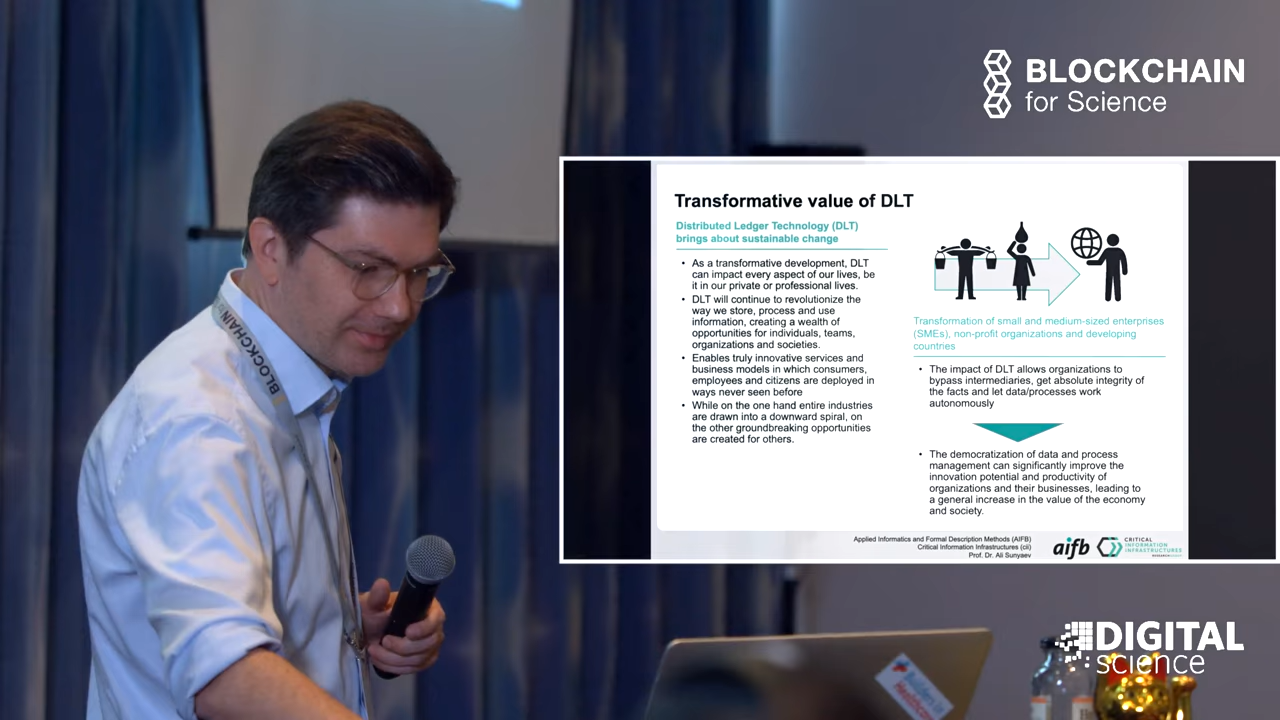 BLOCKCHAIN
for Science
Transformative value of DLT
Distributed Ledger Technology (DLT)
brings about sustainable change
• As a transformative development, DLT
can impact every aspect of our lives, be
it in our private or professional lives.
• DLT will continue to revolutionize the
way we store, process and use
information, creating a wealth of
opportunities for individuals, teams,
organizations and societies.
• Enables truly innovative services and
business models in which consumers,
employees and citizens are deployed in
ways never seen before
• While on the one hand entire industries
are drawn into a downward spiral, on
the other groundbreaking opportunities
are created for others.
Transformation of small and medium-sized enterprises
(SMEs), non-profit organizations and developing
countries
• The impact of DLT allows organizations to
bypass intermediaries, get absolute integrity of
the facts and let data/processes work
autonomously
• The democratization of data and process
management can significantly improve the
innovation potential and productivity of
organizations and their businesses, leading to
a general increase in the value of the economy
and society.
Applied Informatics and Formal Description Methods (AIFB)
Critical Information Infrastructures (cii)
Prof. Dr. Ali Sunyaev
aifb
CRITICAL
INFORMATION
INFRASTRUCTURES
BLOCKCHAIN
DIGITAL
science